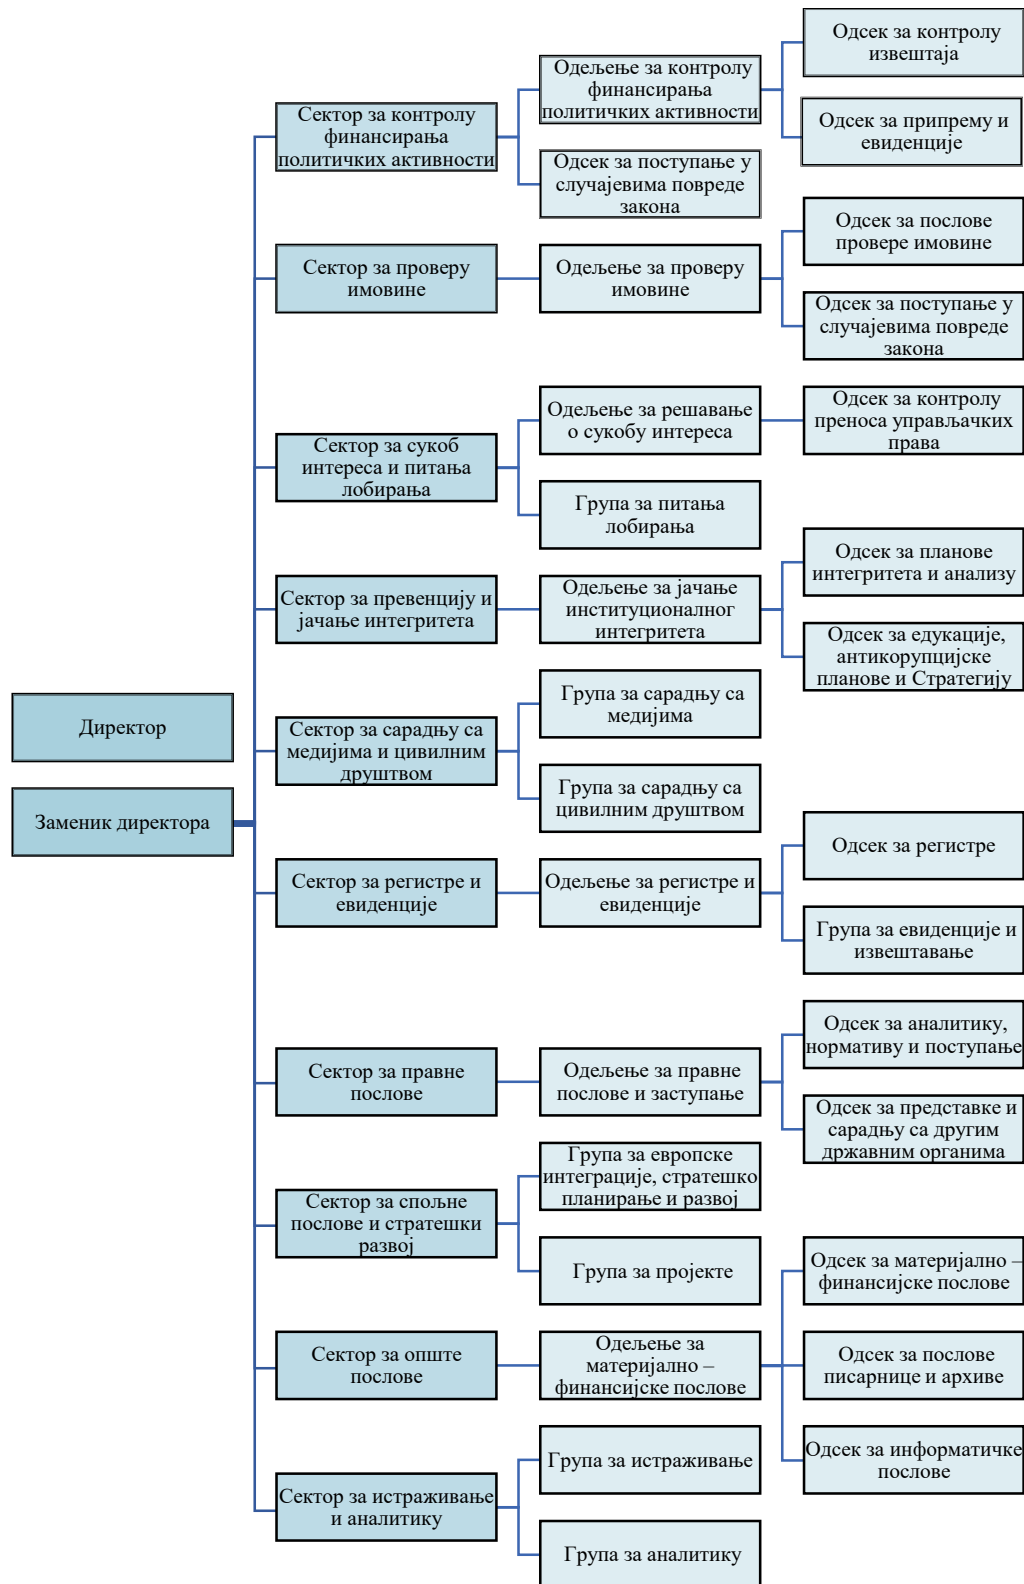 Директор
Заменик директора
Сектор за контролу
финансирања
политичких активности
Одељење за контролу
финансирања
политичких активности
Одсек за контролу
извештаја
Одсек за припрему и
евиденције
Одсек за поступање у
случајевима повреде
закона
Сектор за проверу
имовине
Одељење за проверу
имовине
Одсек за послове
провере имовине
Одсек за поступање у
случајевима повреде
закона
Сектор за сукоб
интереса и питања
лобирања
Одељење за решавање
о сукобу интереса
Одсек за контролу
преноса управљачких
права
Група за питања
лобирања
Сектор за превенцију и
јачање интегритета
Одељење за јачање
институционалног
интегритета
Одсек за планове
интегритета и анализу
Одсек за едукације,
антикорупцијске
планове и Стратегију
Сектор за сарадњу са
медијима и цивилним
друштвом
Група за сарадњу са
медијима
Група за сарадњу са
цивилним друштвом
Сектор за регистре и
евиденције
Одељење за регистре и
евиденције
Одсек за регистре
Група за евиденције и
извештавање
Сектор за правне
послове
Одељење за правне
послове и заступање
Одсек за аналитику,
нормативу и поступање
Одсек за представке и
сарадњу са другим
државним органима
Сектор за спољне
послове и стратешки
развој
Група за европске
интеграције, стратешко
планирање и развој
Група за пројекте
Сектор за опште
послове
Одељење за
материјално –
финансијске послове
Одсек за материјално –
финансијске послове
Одсек за послове
писарнице и архиве
Одсек за информатичке
послове
Сектор за истраживање
и аналитику
Група за истраживање
Група за аналитику